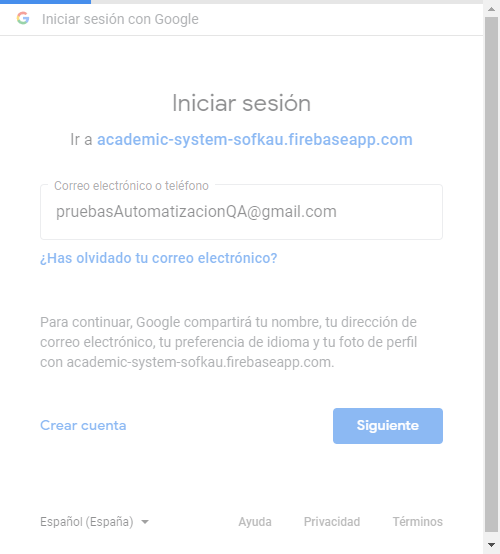 Iniciar sesión con Google
Iniciar sesión
Ir a academic-system-sofkau.firebaseapp.com
Correo electrónico o teléfono
pruebasAutomatizacionQA@gmail.com
¿Has olvidado tu correo electrónico?
Para continuar, Google compartirá tu nombre, tu dirección de
correo electrónico, tu preferencia de idioma y tu foto de perfil
con academic-system-sofkau.firebaseapp.com.
Crear cuenta
Siguiente
Español (España)
Ayuda
Privacidad
Términos